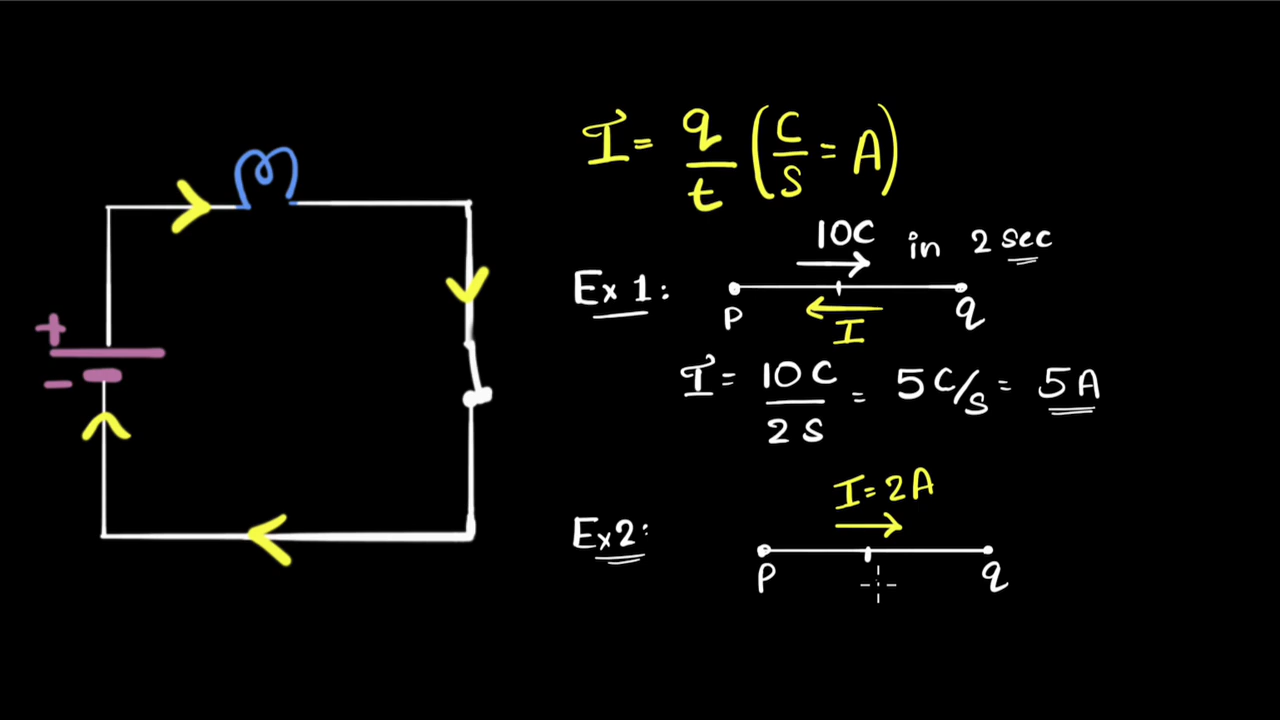 I = q/t (C/S = A)
10C in 2 sec
Ex 1:
P q
I
I = 10C/2S = 5C/S = 5A
I = 2A
Ex2:
P q
+
-